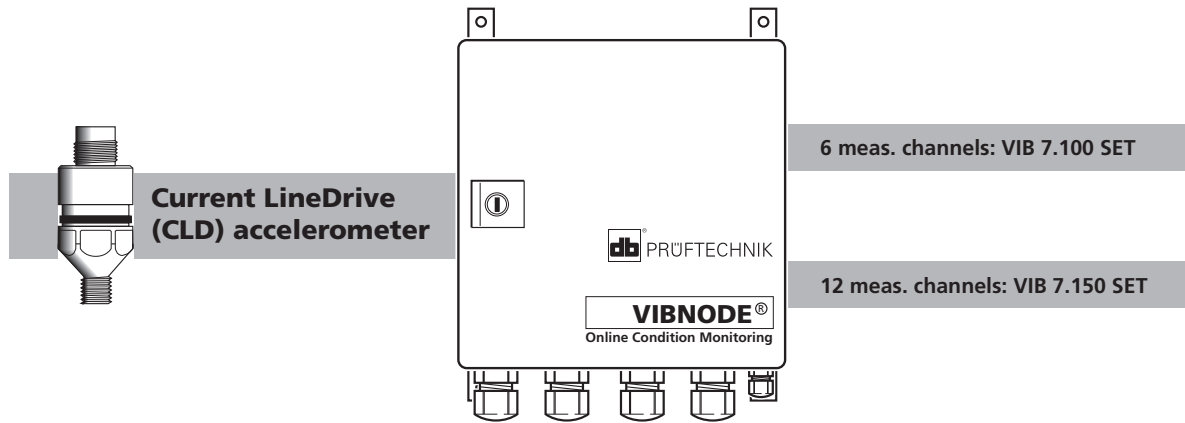 Current LineDrive
(CLD) accelerometer
db® PRÜFTECHNIK
VIBNODE®
Online Condition Monitoring
6 meas. channels: VIB 7.100 SET
12 meas. channels: VIB 7.150 SET